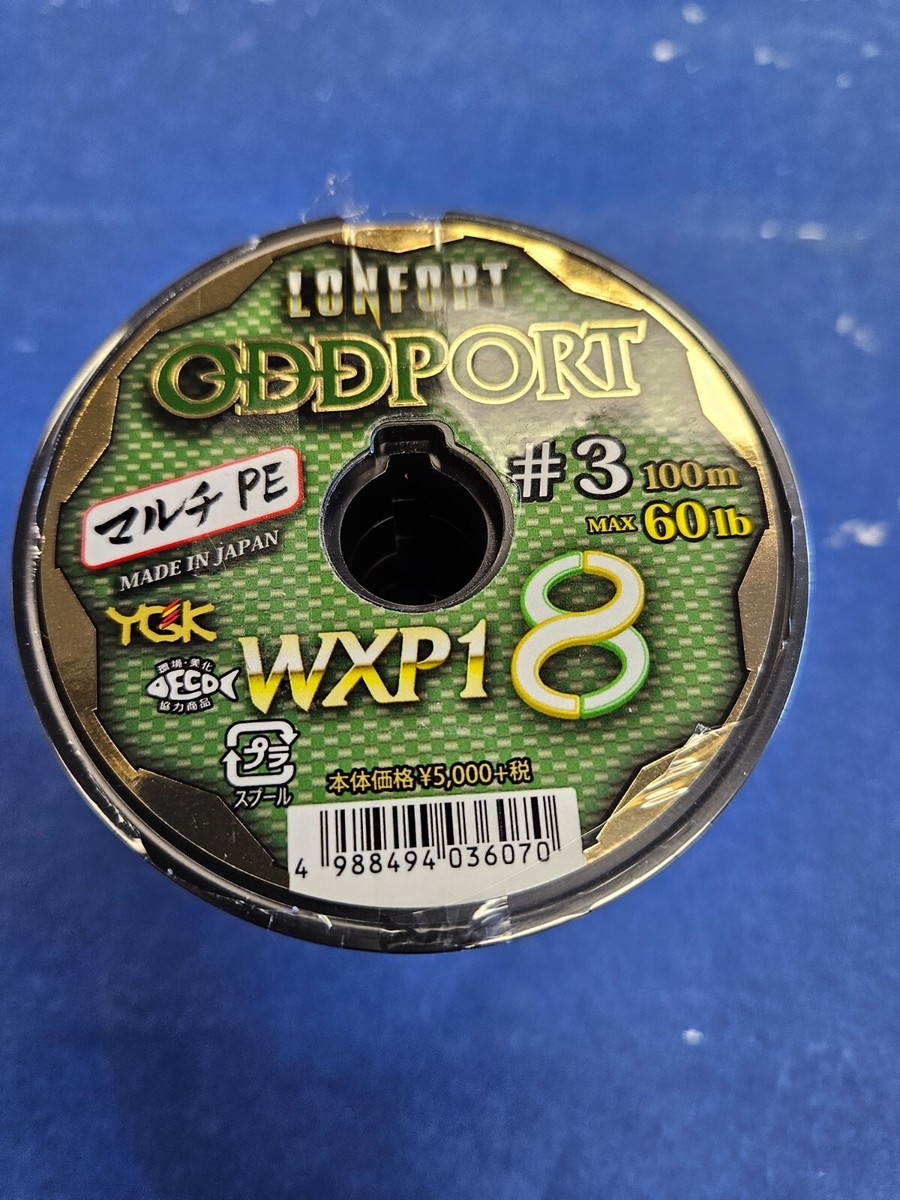 LONFORT
ODDPORT
#3 100m
MAX 60lb
マルチ PE
MADE IN JAPAN
YGK
WXP1 8
環境・美化
ECO
協力商品
プラ
スプール
本体価格 ¥5,000+税
4 988494 036070